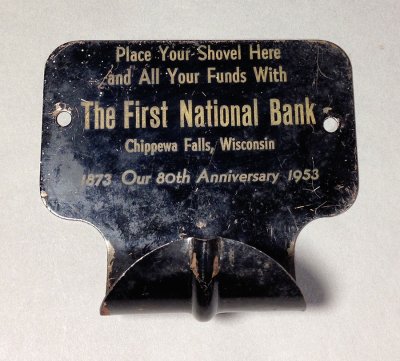 Place Your Shovel Here
and All Your Funds With
The First National Bank
Chippewa Falls, Wisconsin
1873 Our 80th Anniversary 1953